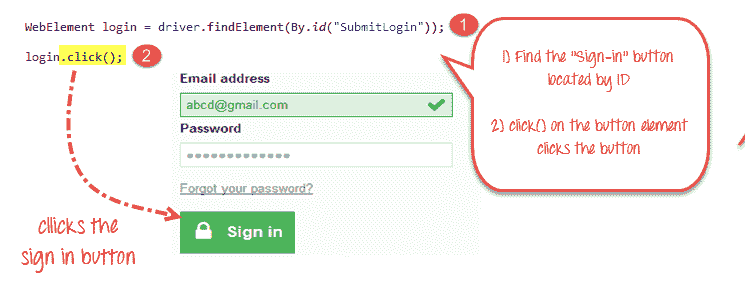 WebElement login = driver.findElement(By.id("SubmitLogin"));
1
login.click();
2
1) Find the "Sign-in" button
located by ID
2) click() on the button element
clicks the button
Email address
abcd@gmail.com
Password
Forgot your password?
Sign in
clicks the
sign in button